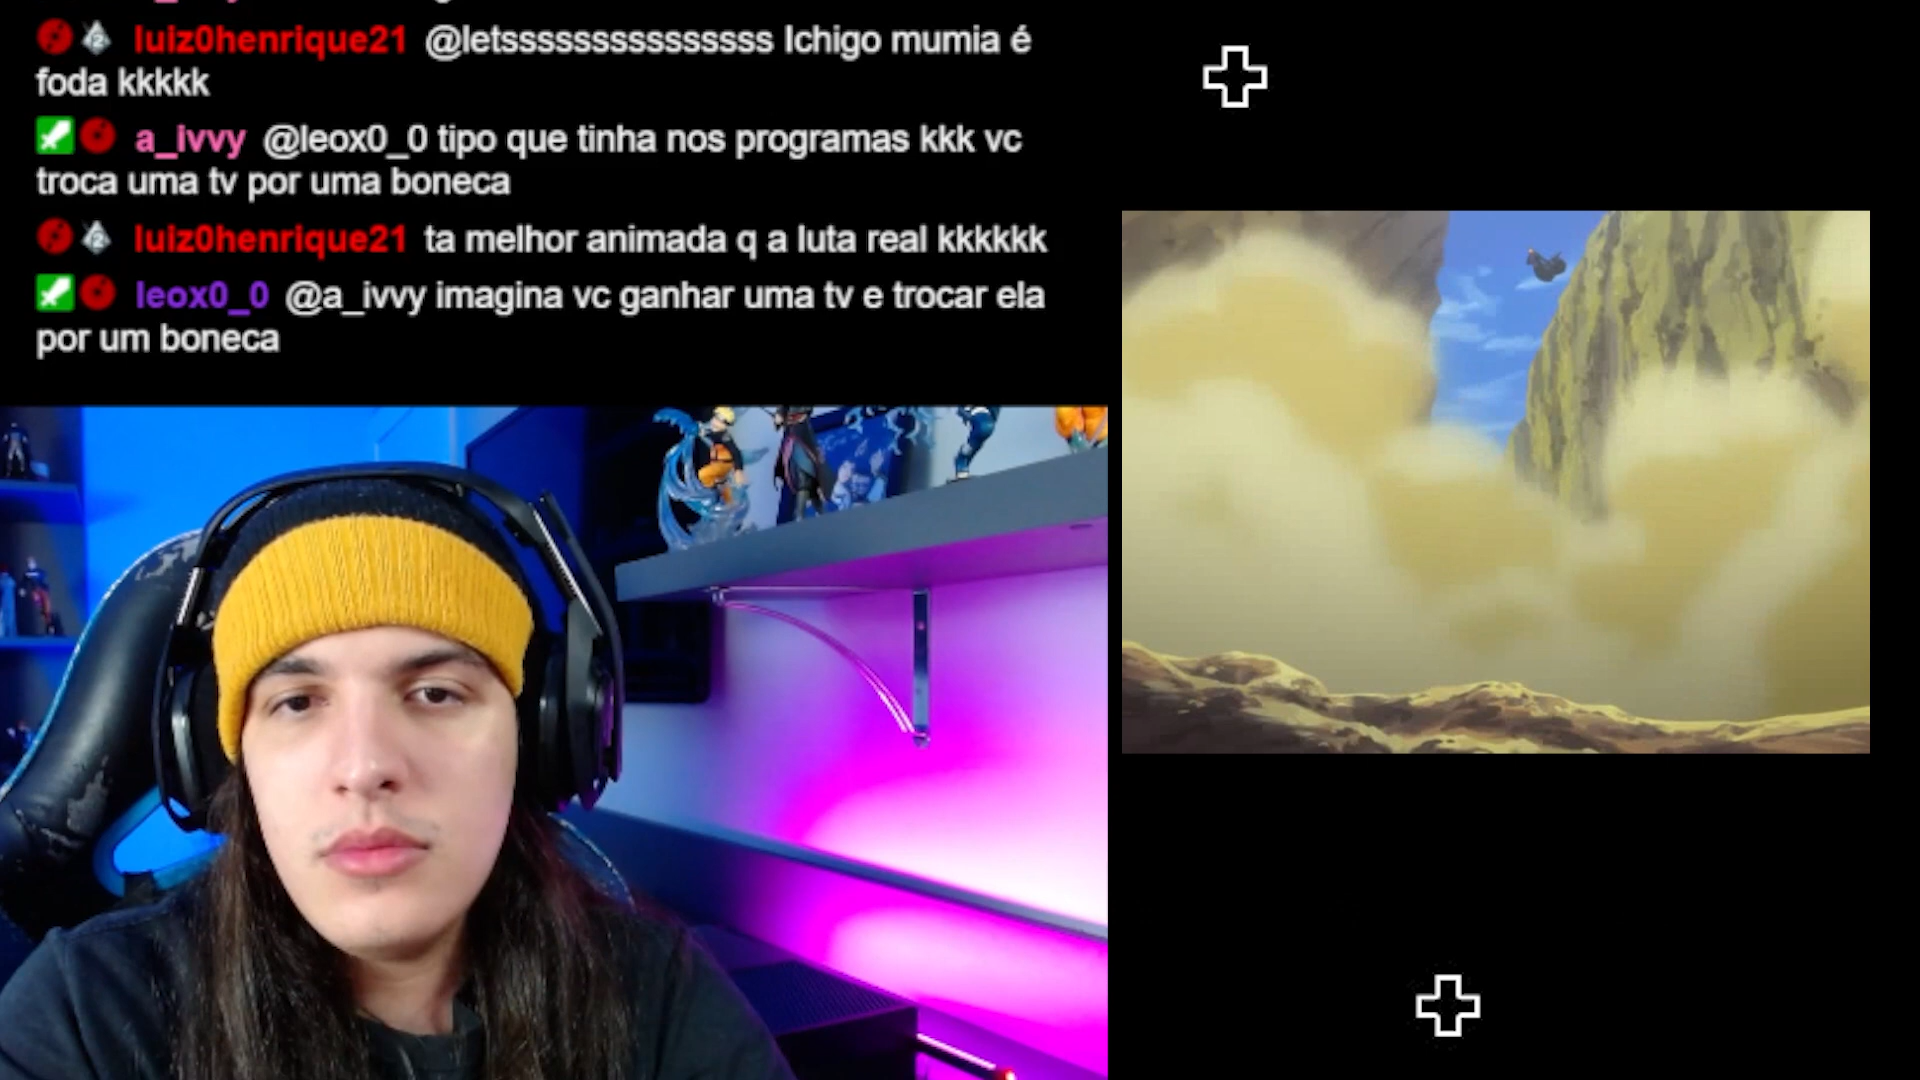 luiz0henrique21 @letsssssssssssssss Ichigo mumia é
foda kkkkk
a_ivvy @leox0_0 tipo que tinha nos programas kkk vc
troca uma tv por uma boneca
luiz0henrique21 ta melhor animada q a luta real kkkkkk
leox0_0 @a_ivvy imagina vc ganhar uma tv e trocar ela
por um boneca